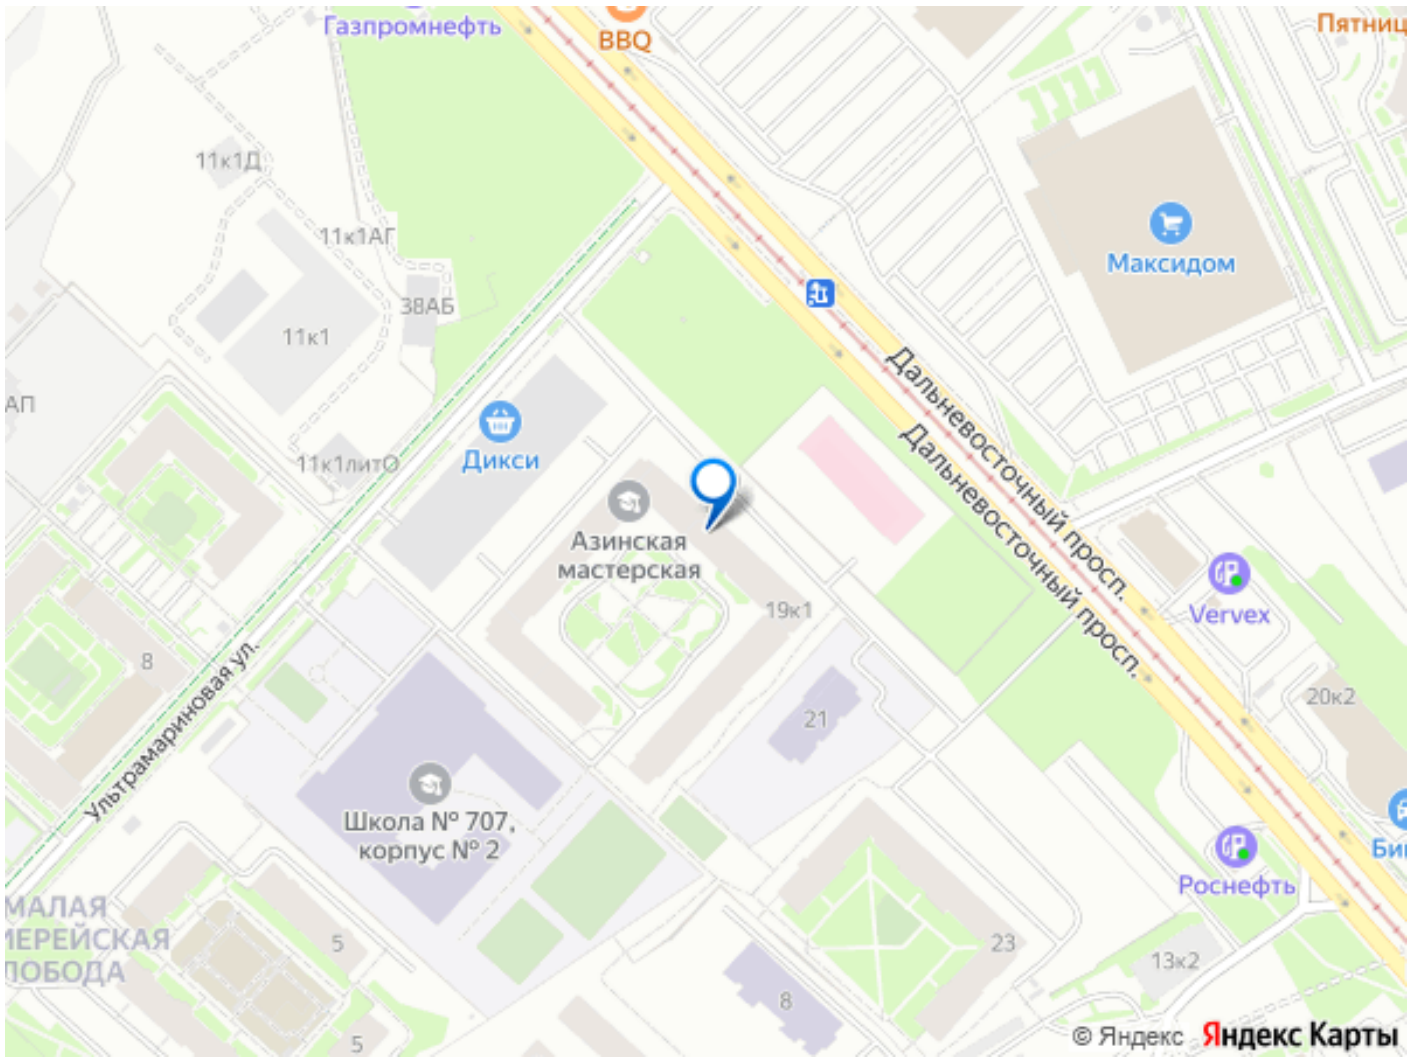 Газпромнефть
BBQ
Пятниц
11к1Д
11к1АГ
Максидом
38АБ
11к1
АП
Дикси
11к1литО
Дальневосточный просп.
Дальневосточный просп.
Азинская
мастерская
19к1
Vervex
8
Ультрамариновая ул.
21
20к2
Школа № 707,
корпус № 2
Би
Роснефть
МАЛАЯ
ИЕРЕЙСКАЯ
ЛОБОДА
5
23
13к2
8
5
© Яндекс Яндекс Карты